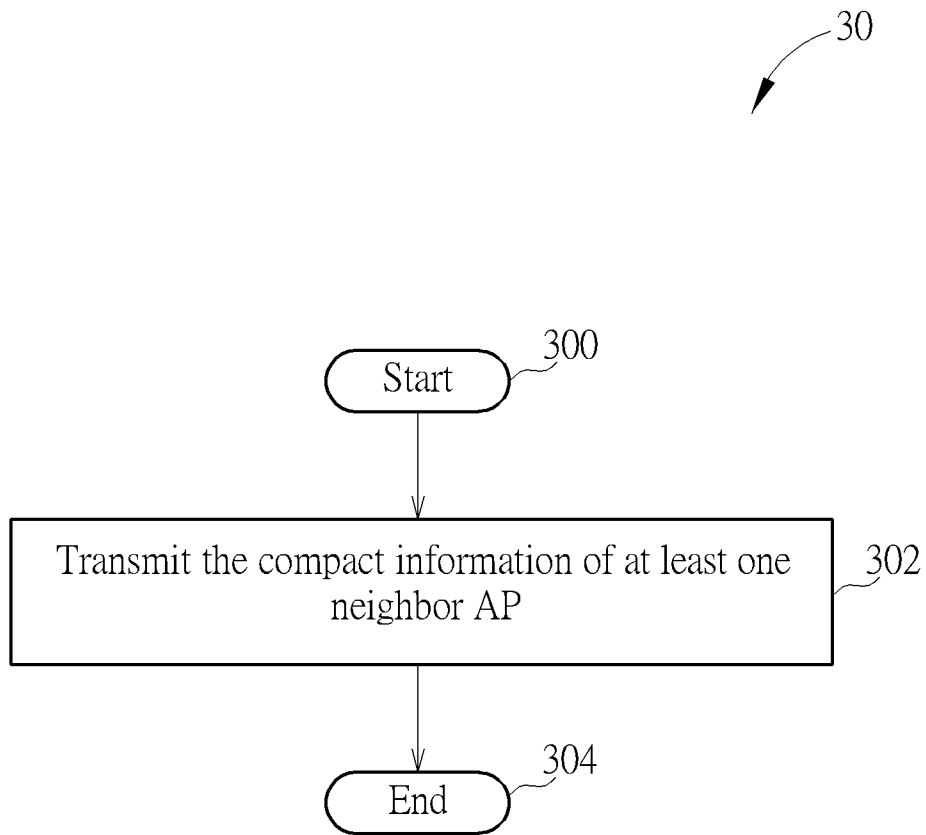 30
Start
300
Transmit the compact information of at least one
neighbor AP
302
End
304